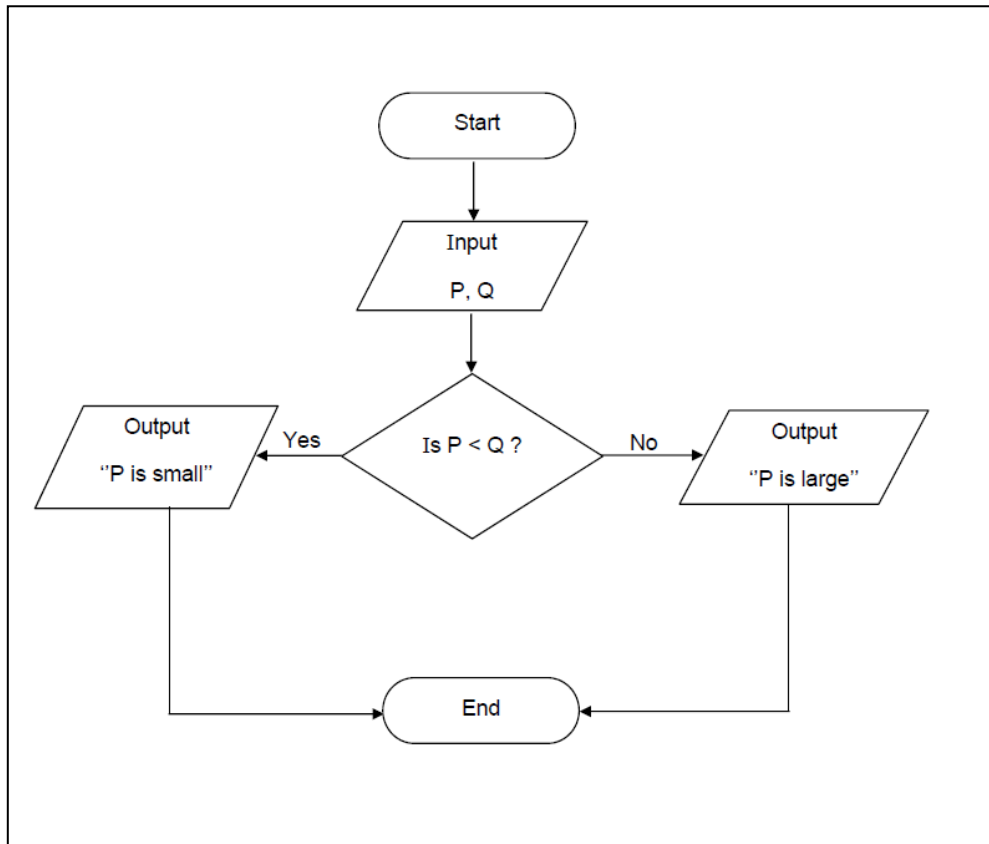 Start
Input
P, Q
Is P < Q ?
Yes
No
Output
‘’P is small’’
Output
‘’P is large’’
End